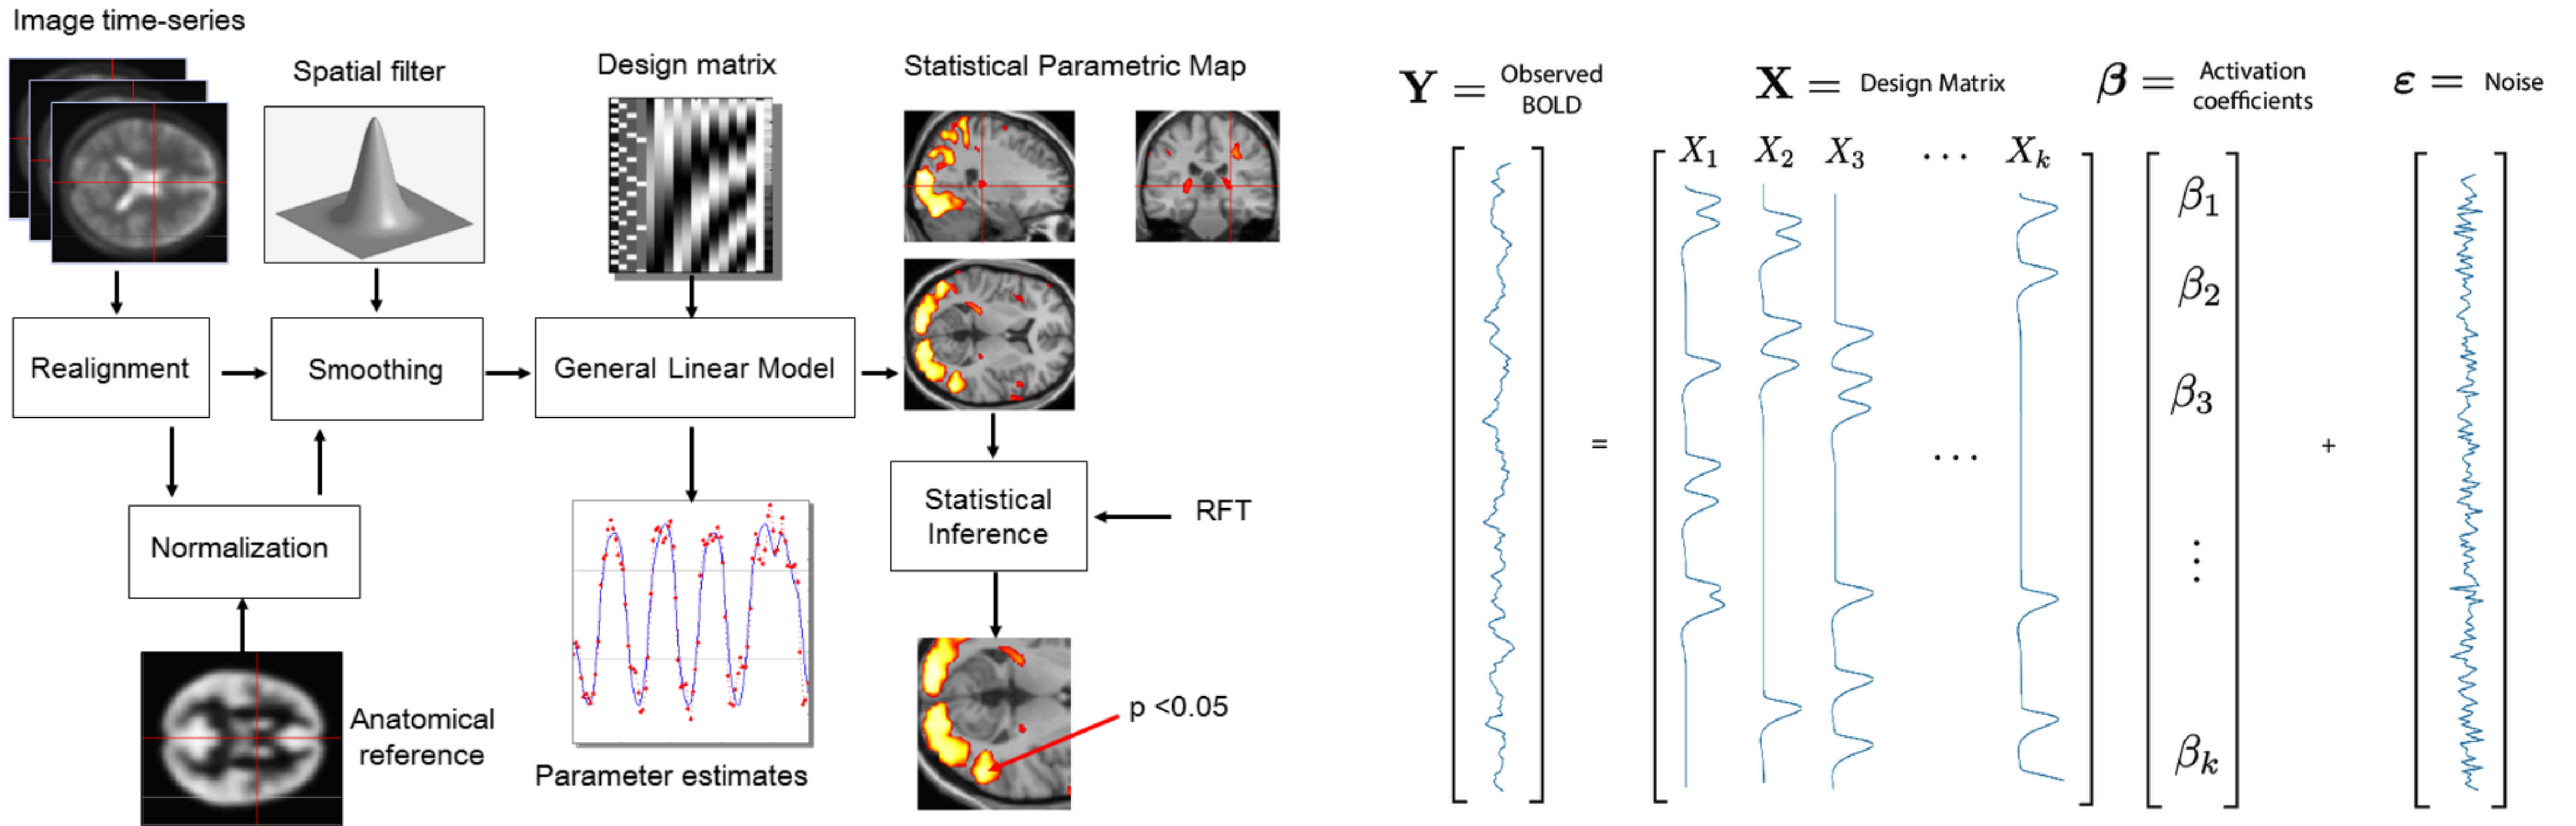 Image time-series
Spatial filter
Design matrix
Statistical Parametric Map
Realignment
Smoothing
General Linear Model
Normalization
Statistical
Inference
RFT
Anatomical
reference
Parameter estimates
p <0.05
Y = Observed
BOLD
X = Design Matrix
β = Activation
coefficients
ε = Noise
X₁ X₂ X₃ ⋯ Xₖ
β₁
β₂
β₃
= ⋯ +
⋮
βₖ